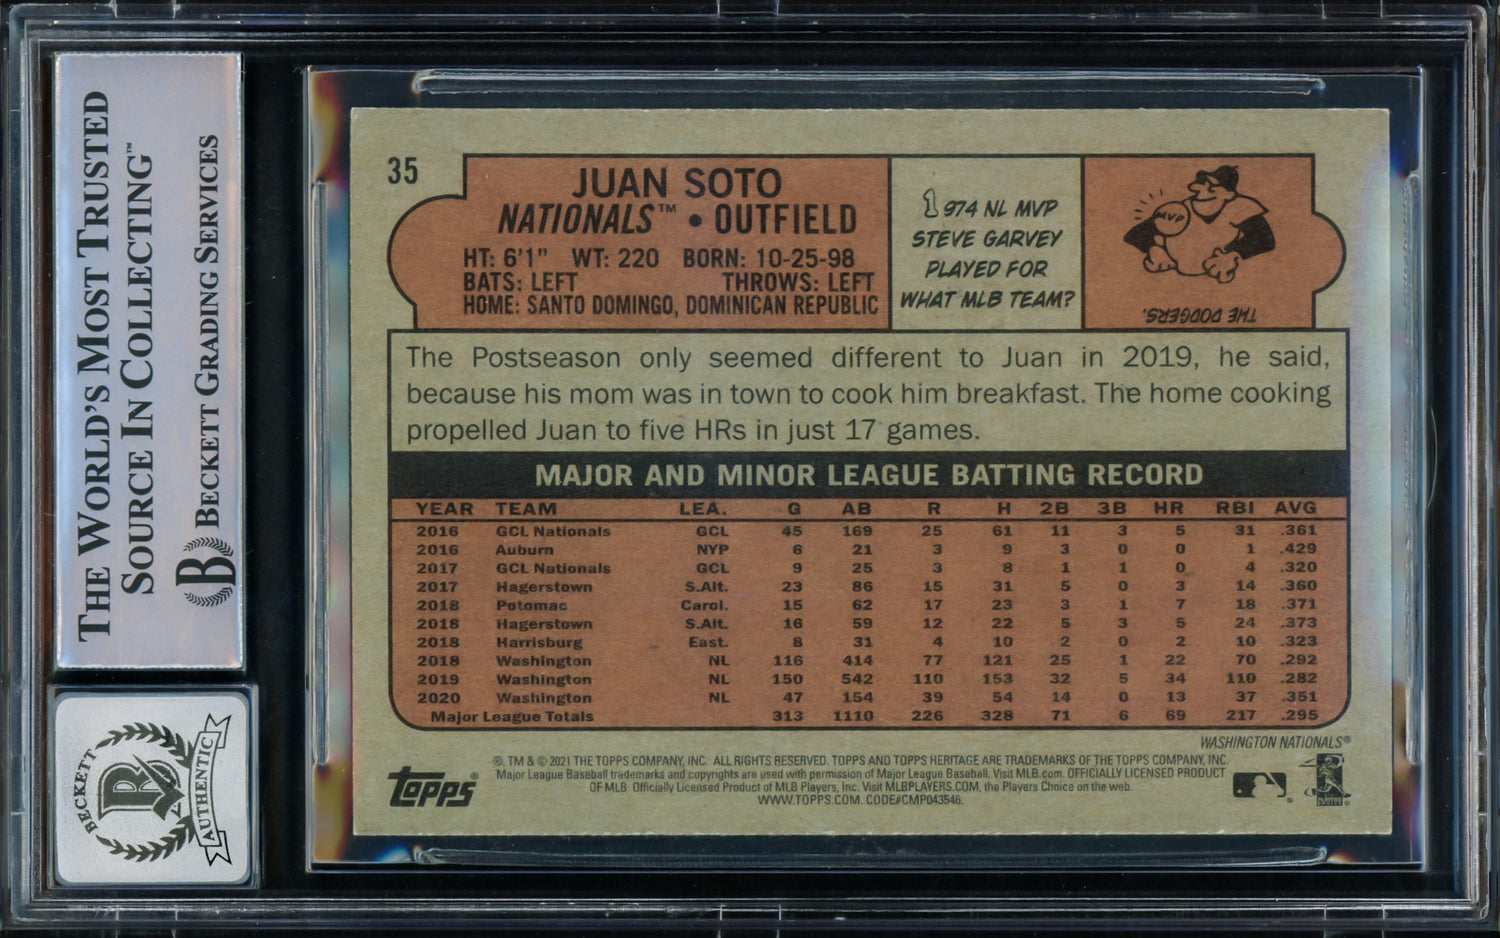 THE WORLD'S MOST TRUSTED
SOURCE IN COLLECTING™
BECKETT GRADING SERVICES
B
BECKETT
AUTHENTIC
35
JUAN SOTO
NATIONALS™ • OUTFIELD
HT: 6'1" WT: 220 BORN: 10-25-98
BATS: LEFT THROWS: LEFT
HOME: SANTO DOMINGO, DOMINICAN REPUBLIC
1974 NL MVP
STEVE GARVEY
PLAYED FOR
WHAT MLB TEAM?
MVP
THE DODGERS.
The Postseason only seemed different to Juan in 2019, he said,
because his mom was in town to cook him breakfast. The home cooking
propelled Juan to five HRs in just 17 games.
MAJOR AND MINOR LEAGUE BATTING RECORD
YEAR TEAM LEA. G AB R H 2B 3B HR RBI AVG
2016 GCL Nationals GCL 45 169 25 61 11 3 5 31 .361
2016 Auburn NYP 6 21 3 9 3 0 0 1 .429
2017 GCL Nationals GCL 9 25 3 8 1 1 0 4 .320
2017 Hagerstown S.Alt. 23 86 15 31 5 0 3 14 .360
2018 Potomac Carol. 15 62 17 23 3 1 7 18 .371
2018 Hagerstown S.Alt. 16 59 12 22 5 3 5 24 .373
2018 Harrisburg East. 8 31 4 10 2 0 2 10 .323
2018 Washington NL 116 414 77 121 25 1 22 70 .292
2019 Washington NL 150 542 110 153 32 5 34 110 .282
2020 Washington NL 47 154 39 54 14 0 13 37 .351
Major League Totals 313 1110 226 328 71 6 69 217 .295
WASHINGTON NATIONALS®
®, TM & © 2021 THE TOPPS COMPANY, INC. ALL RIGHTS RESERVED. TOPPS AND TOPPS HERITAGE ARE TRADEMARKS OF THE TOPPS COMPANY, INC.
Major League Baseball trademarks and copyrights are used with permission of Major League Baseball. Visit MLB.com. OFFICIALLY LICENSED PRODUCT
OF MLB. Officially Licensed Product of MLB Players, Inc. Visit MLBPLAYERS.COM, the Players Choice on the web.
WWW.TOPPS.COM. CODE#CMP043546.
TOPPS®